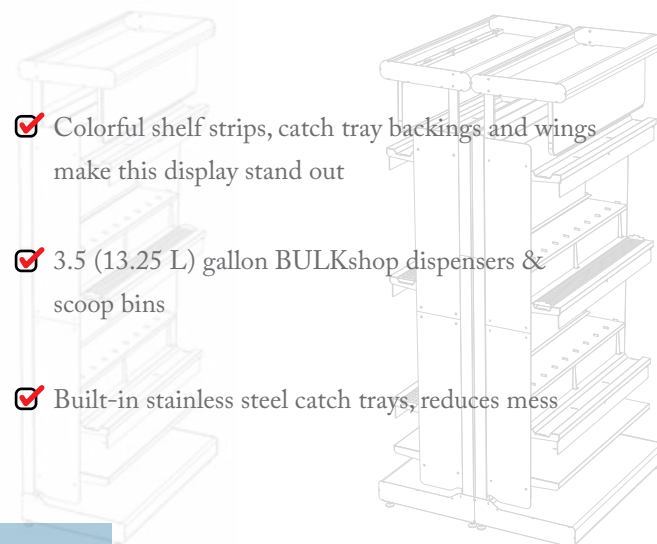 Colorful shelf strips, catch tray backings and wings
make this display stand out
3.5 (13.25 L) gallon BULKshop dispensers &
scoop bins
Built-in stainless steel catch trays, reduces mess